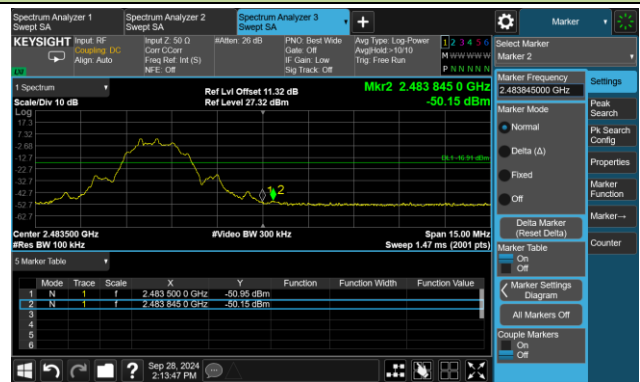 Spectrum Analyzer 1
Swept SA
Spectrum Analyzer 2
Swept SA
Spectrum Analyzer 3
Swept SA
Marker
KEYSIGHT
Input: RF
Coupling: DC
Align: Auto
Input Z: 50 Ω
Corr CCorr
Freq Ref: Int (S)
NFE: Off
#Atten: 26 dB
PNO: Best Wide
Gate: Off
IF Gain: Low
Sig Track: Off
Avg Type: Log-Power
Avg|Hold:>10/10
Trig: Free Run
1 2 3 4 5 6
M W W W W W
P N N N N N
Select Marker
Marker 2
1 Spectrum
Ref Lvl Offset 11.32 dB
Mkr2 2.483 845 0 GHz
Scale/Div 10 dB
Ref Level 27.32 dBm
-50.15 dBm
Log
17.3
7.32
-2.68
-12.7
-22.7
-32.7
-42.7
-52.7
-62.7
DL1 -16.91 dBm
1
2
Center 2.483500 GHz
#Video BW 300 kHz
Span 15.00 MHz
#Res BW 100 kHz
Sweep 1.47 ms (2001 pts)
5 Marker Table
Mode Trace Scale X Y Function Function Width Function Value
1 N 1 f 2.483 500 0 GHz -50.95 dBm
2 N 1 f 2.483 845 0 GHz -50.15 dBm
3
4
5
6
Marker Frequency
2.483845000 GHz
Marker Mode
Normal
Delta (Δ)
Fixed
Off
Delta Marker
(Reset Delta)
Marker Table
On
Off
Marker Settings
Diagram
All Markers Off
Couple Markers
On
Off
Settings
Peak
Search
Pk Search
Config
Properties
Marker
Function
Marker→
Counter
?
Sep 28, 2024
2:13:47 PM